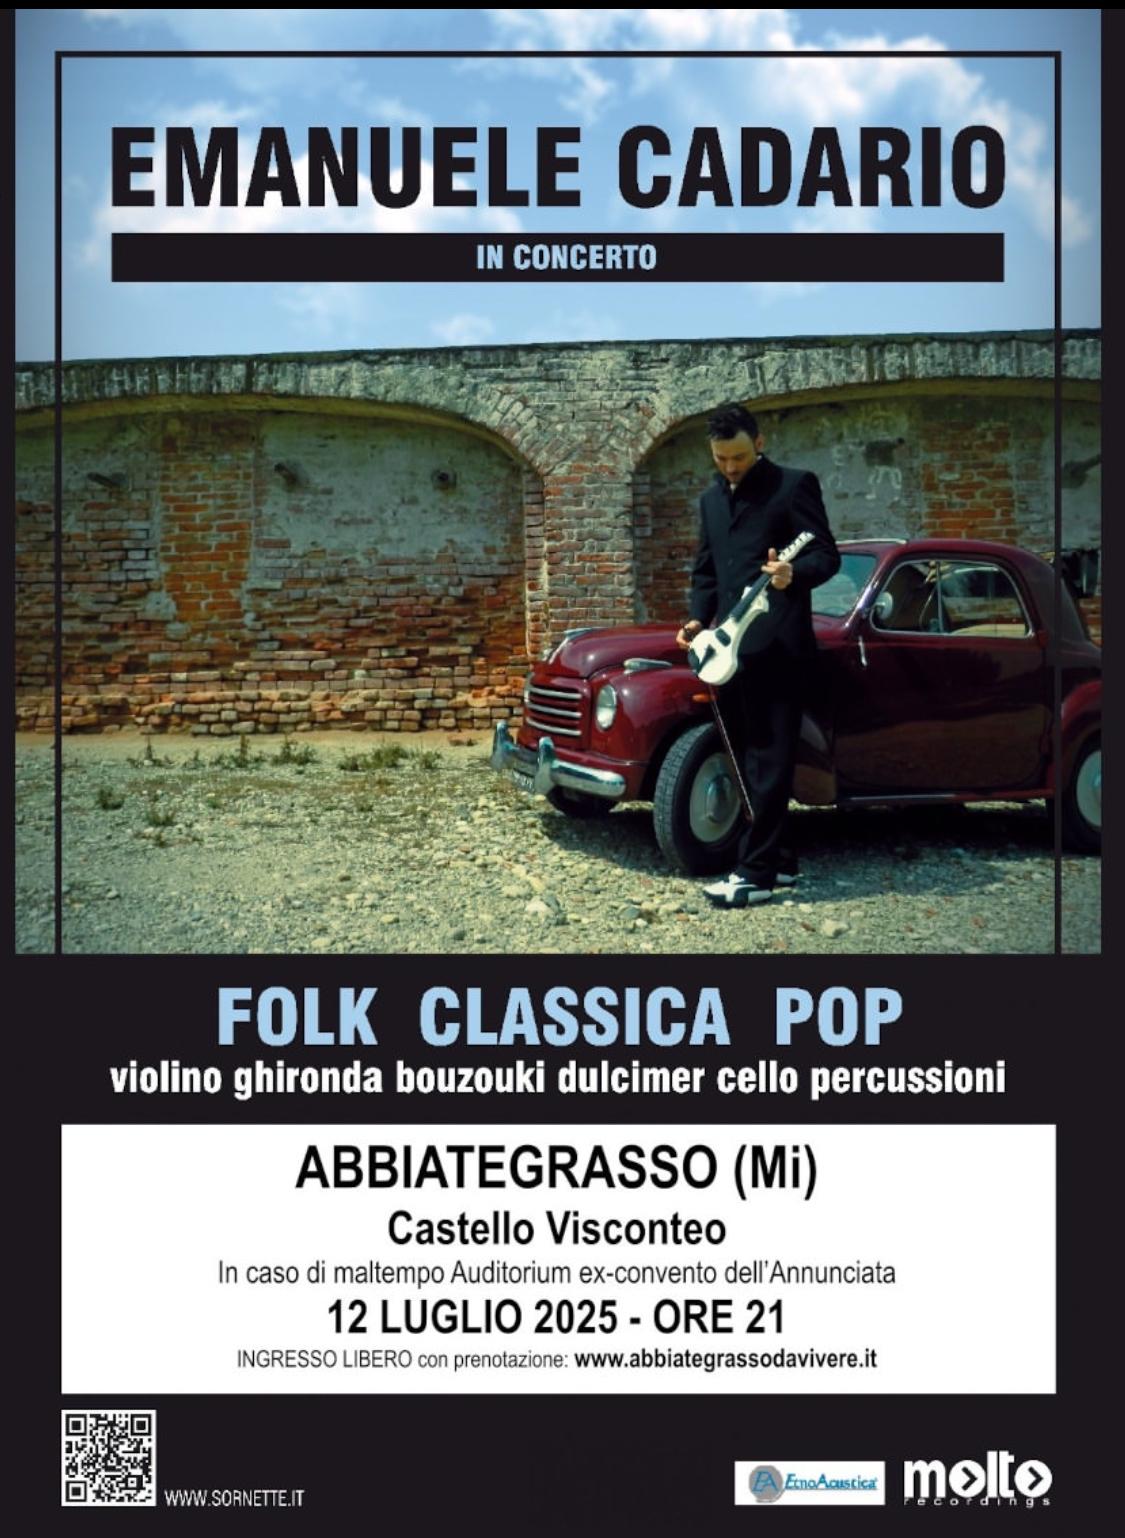 EMANUELE CADARIO
IN CONCERTO
FOLK CLASSICA POP
violino ghironda bouzouki dulcimer cello percussioni
ABBIATEGRASSO (Mi)
Castello Visconteo
In caso di maltempo Auditorium ex-convento dell'Annunciata
12 LUGLIO 2025 - ORE 21
INGRESSO LIBERO con prenotazione: www.abbiategrassodavivere.it
WWW.SORNETTE.IT
EA EtnoAcustica
molto
recordings